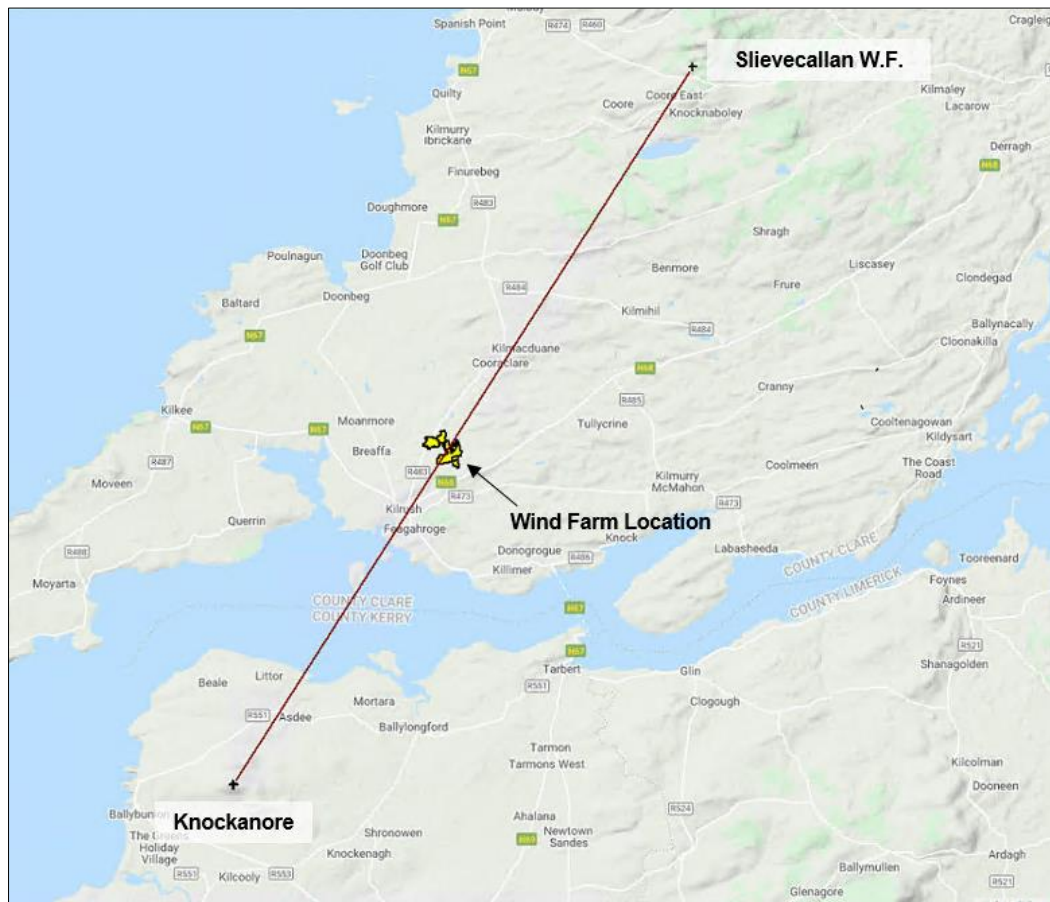 Spanish Point
R474
R460
Slievecallan W.F.
N67
Quilty
Coore
Coore East
Knocknaboley
Kilmaley
Lacarow
Kilmurry
Ibrickane
Derragh
N68
Finurebeg
R483
Doughmore
N67
Shragh
Poulnagun
Doonbeg
Golf Club
Benmore
Liscasey
Clondegad
Baltard
Doonbeg
R484
Kilmihil
Frure
R484
Ballynacally
Cloonakilla
N67
Kilmacduane
Cooraclare
N68
Cranny
Kilkee
N67
Moanmore
N67
R485
Tullycrine
Cooltenagowan
Kildysart
Breaffa
R487
R483
N68
Coolmeen
The Coast
Road
Moveen
R473
Kilmurry
McMahon
R473
Kilrush
Querrin
Feagahroge
Wind Farm Location
Knock
R488
Donogrogue
R486
Labasheeda
COUNTY CLARE
COUNTY LIMERICK
Tooreenard
Moyarta
Killimer
Foynes
Ardineer
COUNTY CLARE
COUNTY KERRY
N67
R521
N67
Shanagolden
Beale
Littor
Tarbert
Glin
R551
Mortara
Clogough
R551
Asdee
Ballylongford
Tarmon
Tarmons West
Kilcolman
Dooneen
Knockanore
Ballybunion
R524
The Greens
Holiday
Village
Shronowen
Ahalana
N69
Newtown
Sandes
Knockenagh
Ardagh
R551
Kilcooly
R553
Ballymullen
R521
Glenagore